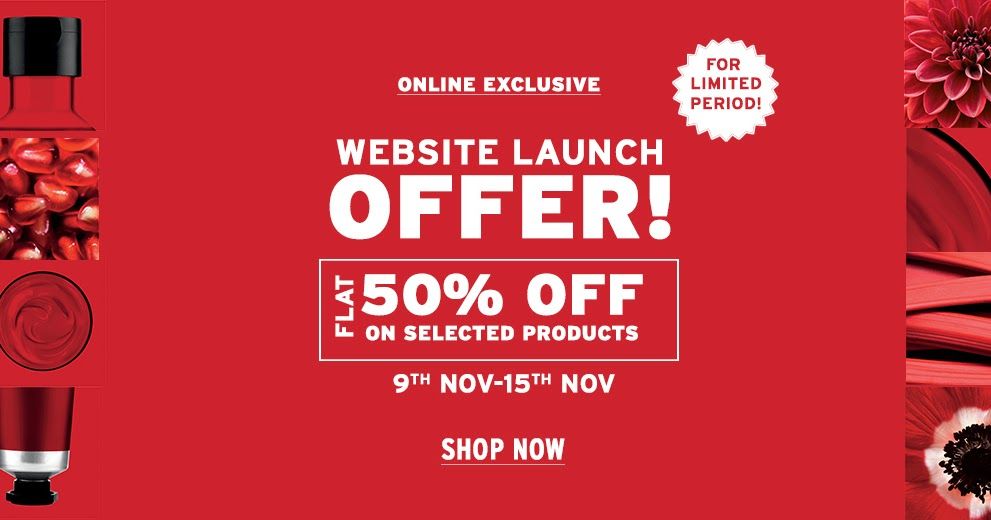 ONLINE EXCLUSIVE
FOR
LIMITED
PERIOD!
WEBSITE LAUNCH
OFFER!
FLAT
50% OFF
ON SELECTED PRODUCTS
9TH NOV-15TH NOV
SHOP NOW